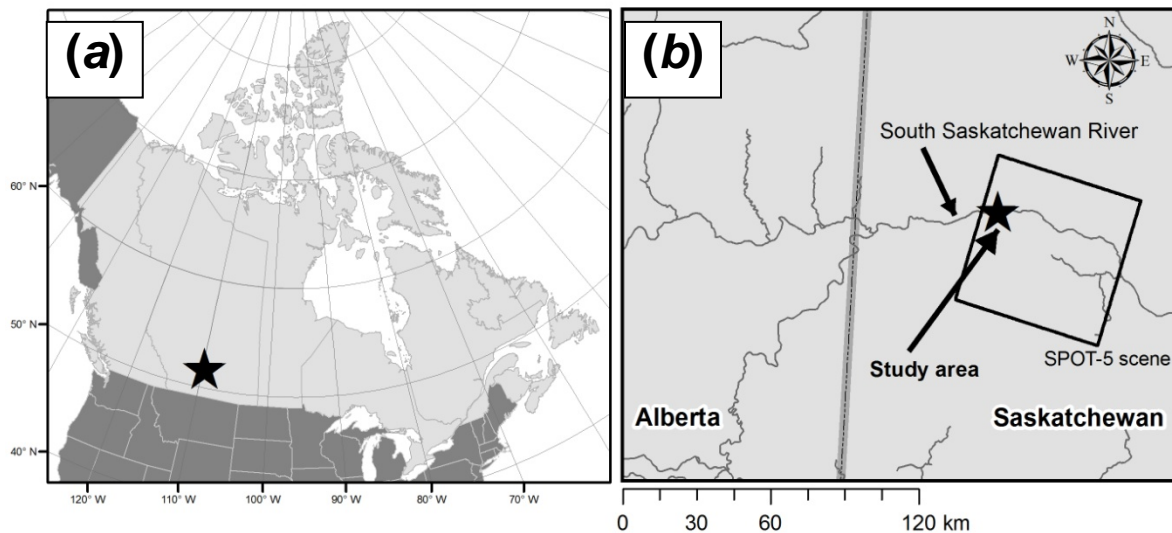 (a)
60° N
50° N
40° N
120° W
110° W
100° W
90° W
80° W
70° W
(b)
N
W E
S
South Saskatchewan River
SPOT-5 scene
Study area
Alberta
Saskatchewan
0 30 60 120 km